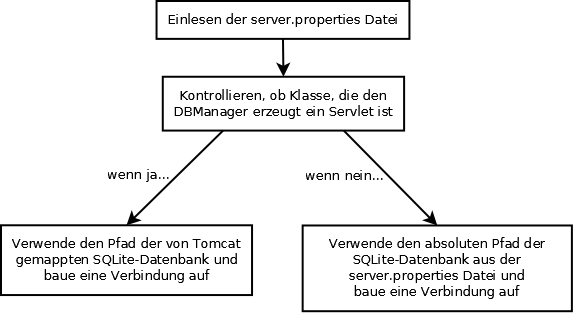 Einlesen der server.properties Datei
Kontrollieren, ob Klasse, die den
DBManager erzeugt ein Servlet ist
wenn ja...
wenn nein...
Verwende den Pfad der von Tomcat
gemappten SQLite-Datenbank und
baue eine Verbindung auf
Verwende den absoluten Pfad der
SQLite-Datenbank aus der
server.properties Datei und
baue eine Verbindung auf